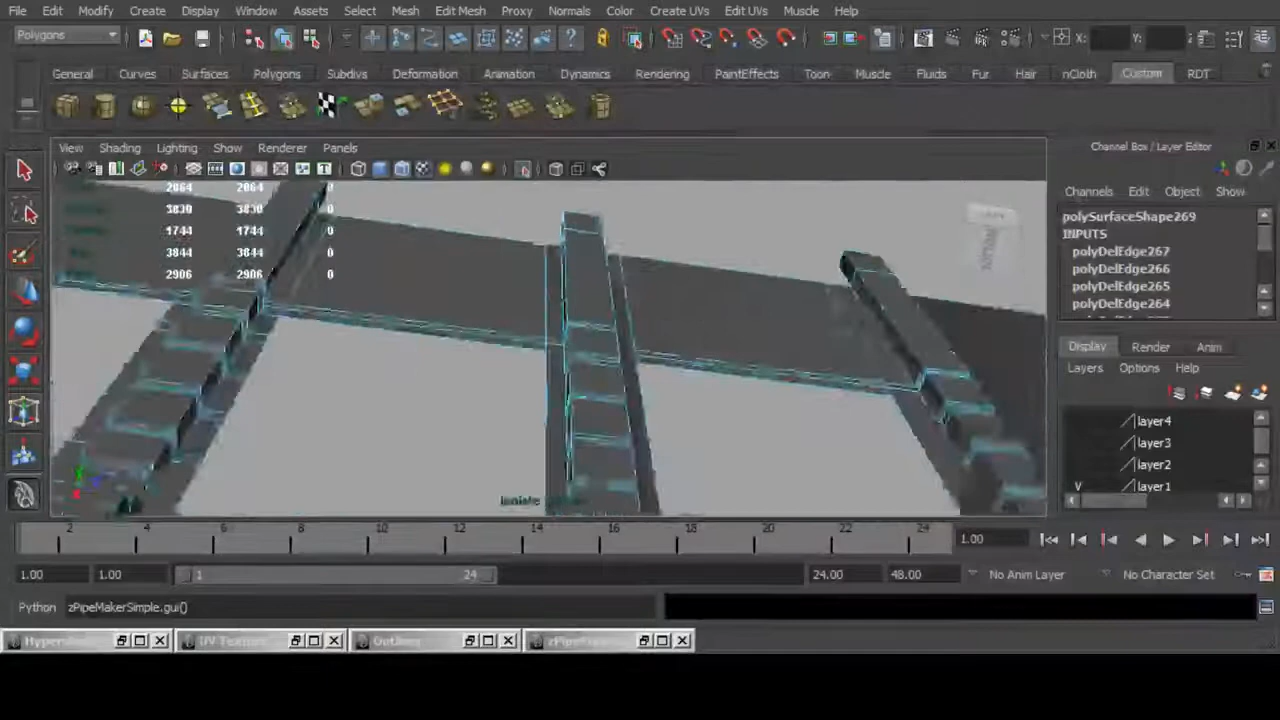 File Edit Modify Create Display Window Assets Select Mesh Edit Mesh Proxy Normals Color Create UVs Edit UVs Muscle Help
Polygons X: Y: Z:
General Curves Surfaces Polygons Subdivs Deformation Animation Dynamics Rendering PaintEffects Toon Muscle Fluids Fur Hair nCloth Custom RDT
View Shading Lighting Show Renderer Panels
Channel Box / Layer Editor
Channels Edit Object Show
2064 2064 0
3830 3830 0
1744 1744 0
3844 3844 0
2906 2906 0
polySurfaceShape269
INPUTS
polyDelEdge267
polyDelEdge266
polyDelEdge265
polyDelEdge264
Display Render Anim
Layers Options Help
layer4
layer3
layer2
V layer1
2 4 6 8 10 12 14 16 18 20 22 24 1.00
1.00 1.00 1 24 24.00 48.00 No Anim Layer No Character Set
Python zPipeMakerSimple.gui()